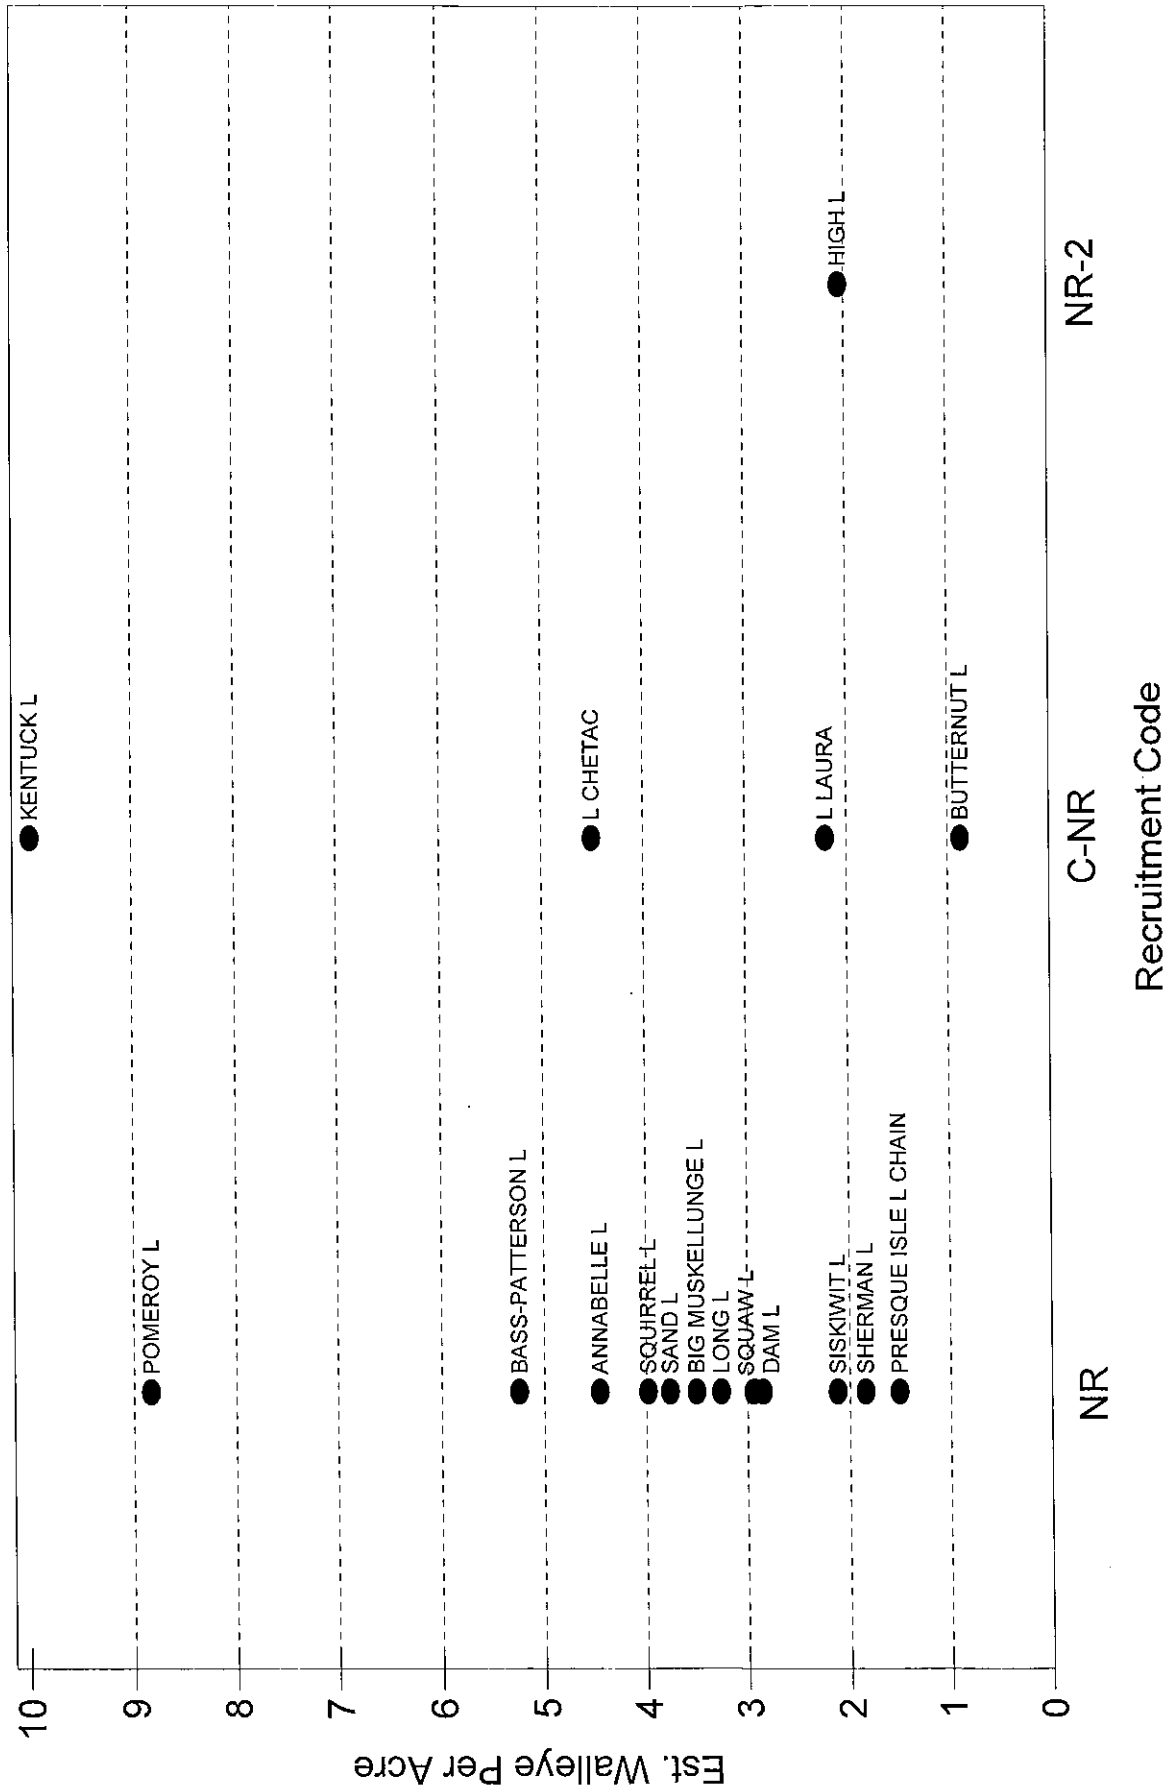 Est. Walleye Per Acre
10
9
8
7
6
5
4
3
2
1
0
KENTUCK L
POMEROY L
BASS-PATTERSON L
L CHETAC
ANNABELLE L
SQUIRREL L
SAND L
BIG MUSKELLUNGE L
LONG L
SQUAW L
DAM L
L LAURA
HIGH L
SISKIWIT L
SHERMAN L
PRESQUE ISLE L CHAIN
BUTTERNUT L
NR
C-NR
NR-2
Recruitment Code